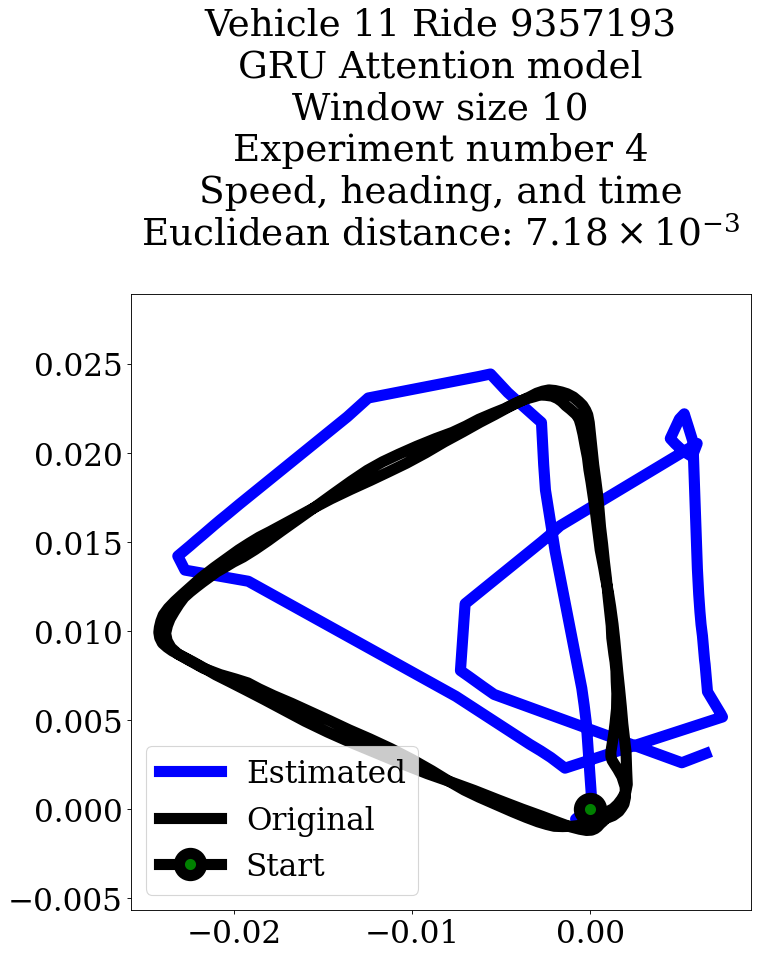 Vehicle 11 Ride 9357193
GRU Attention model
Window size 10
Experiment number 4
Speed, heading, and time
Euclidean distance: 7.18 × 10⁻³
0.025
0.020
0.015
0.010
0.005
0.000
−0.005
Estimated
Original
Start
−0.02 −0.01 0.00